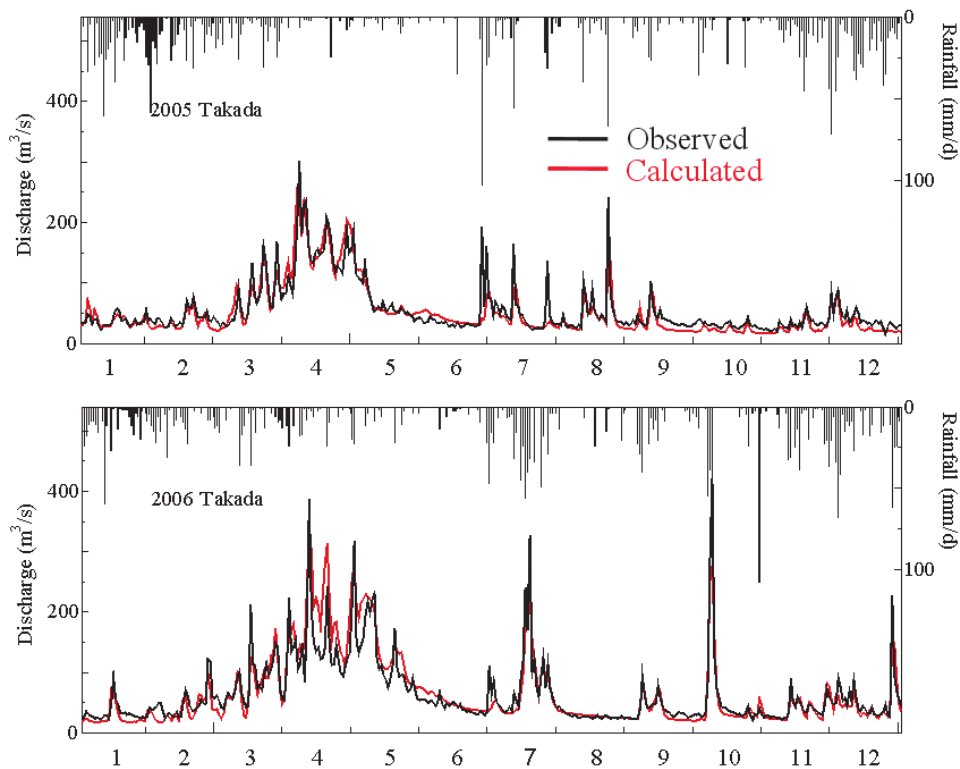 0
400
2005 Takada
Observed
Calculated
100
200
0
Discharge (m³/s)
Rainfall (mm/d)
1 2 3 4 5 6 7 8 9 10 11 12
0
400
2006 Takada
100
200
0
Discharge (m³/s)
Rainfall (mm/d)
1 2 3 4 5 6 7 8 9 10 11 12